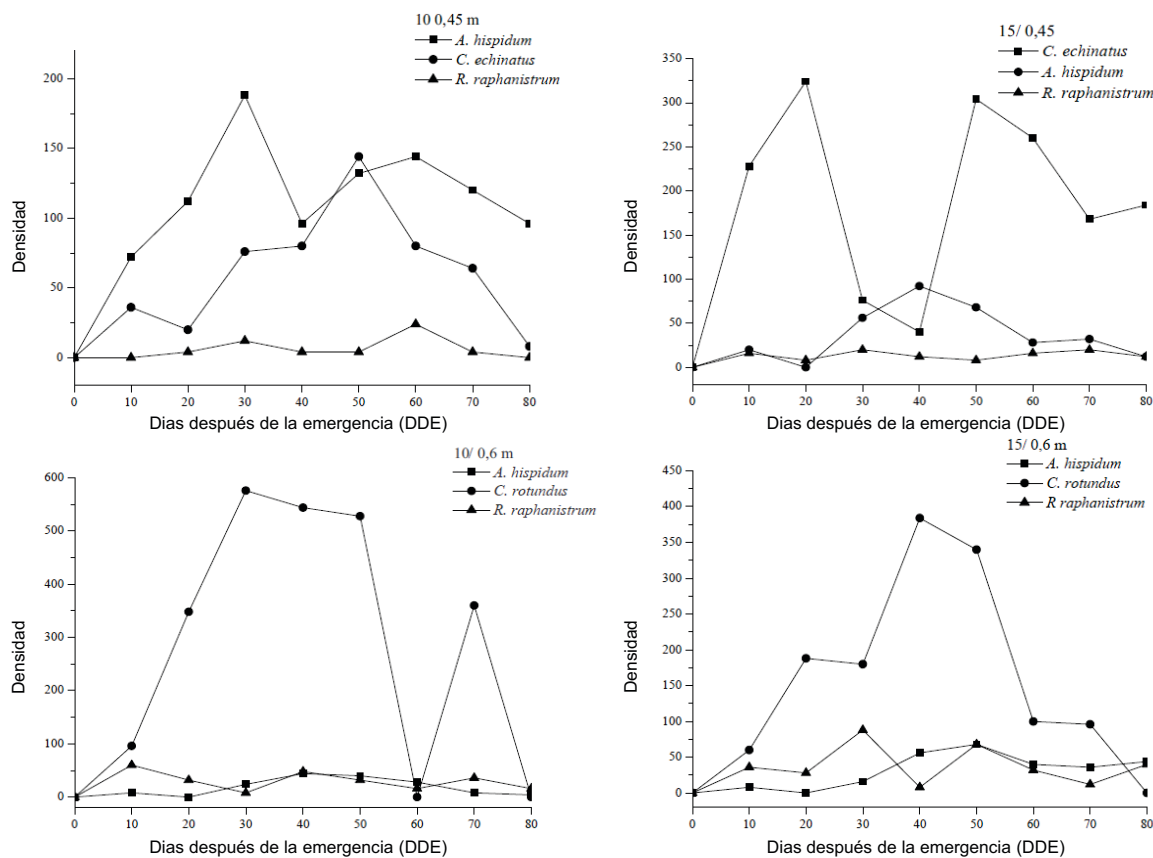 10 0,45 m
A. hispidum
C. echinatus
R. raphanistrum
200
150
100
50
0
Densidad
0 10 20 30 40 50 60 70 80
Dias después de la emergencia (DDE)
15/ 0,45
C. echinatus
A. hispidum
R. raphanistrum
350
300
250
200
150
100
50
0
Densidad
0 10 20 30 40 50 60 70 80
Dias después de la emergencia (DDE)
10/ 0,6 m
A. hispidum
C. rotundus
R. raphanistrum
600
500
400
300
200
100
0
Densidad
0 10 20 30 40 50 60 70 80
Dias después de la emergencia (DDE)
15/ 0,6 m
A. hispidum
C. rotundus
R raphanistrum
450
400
350
300
250
200
150
100
50
0
Densidad
0 10 20 30 40 50 60 70 80
Dias después de la emergencia (DDE)